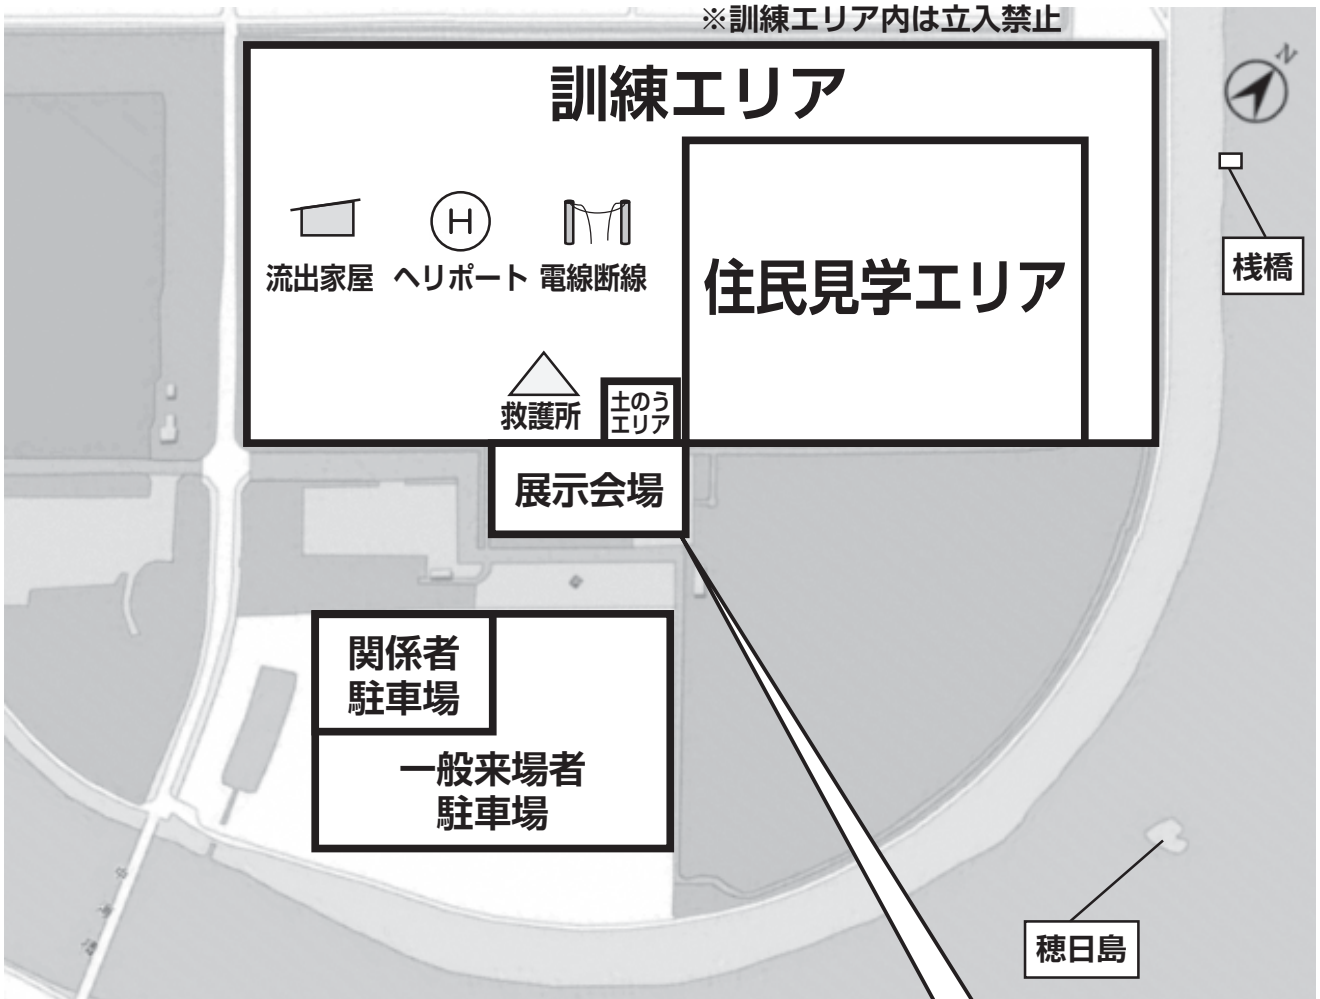 ※訓練エリア内は立入禁止
訓練エリア
N
流出家屋
H
ヘリポート
電線断線
住民見学エリア
桟橋
救護所
土のう
エリア
展示会場
関係者
駐車場
一般来場者
駐車場
穂日島